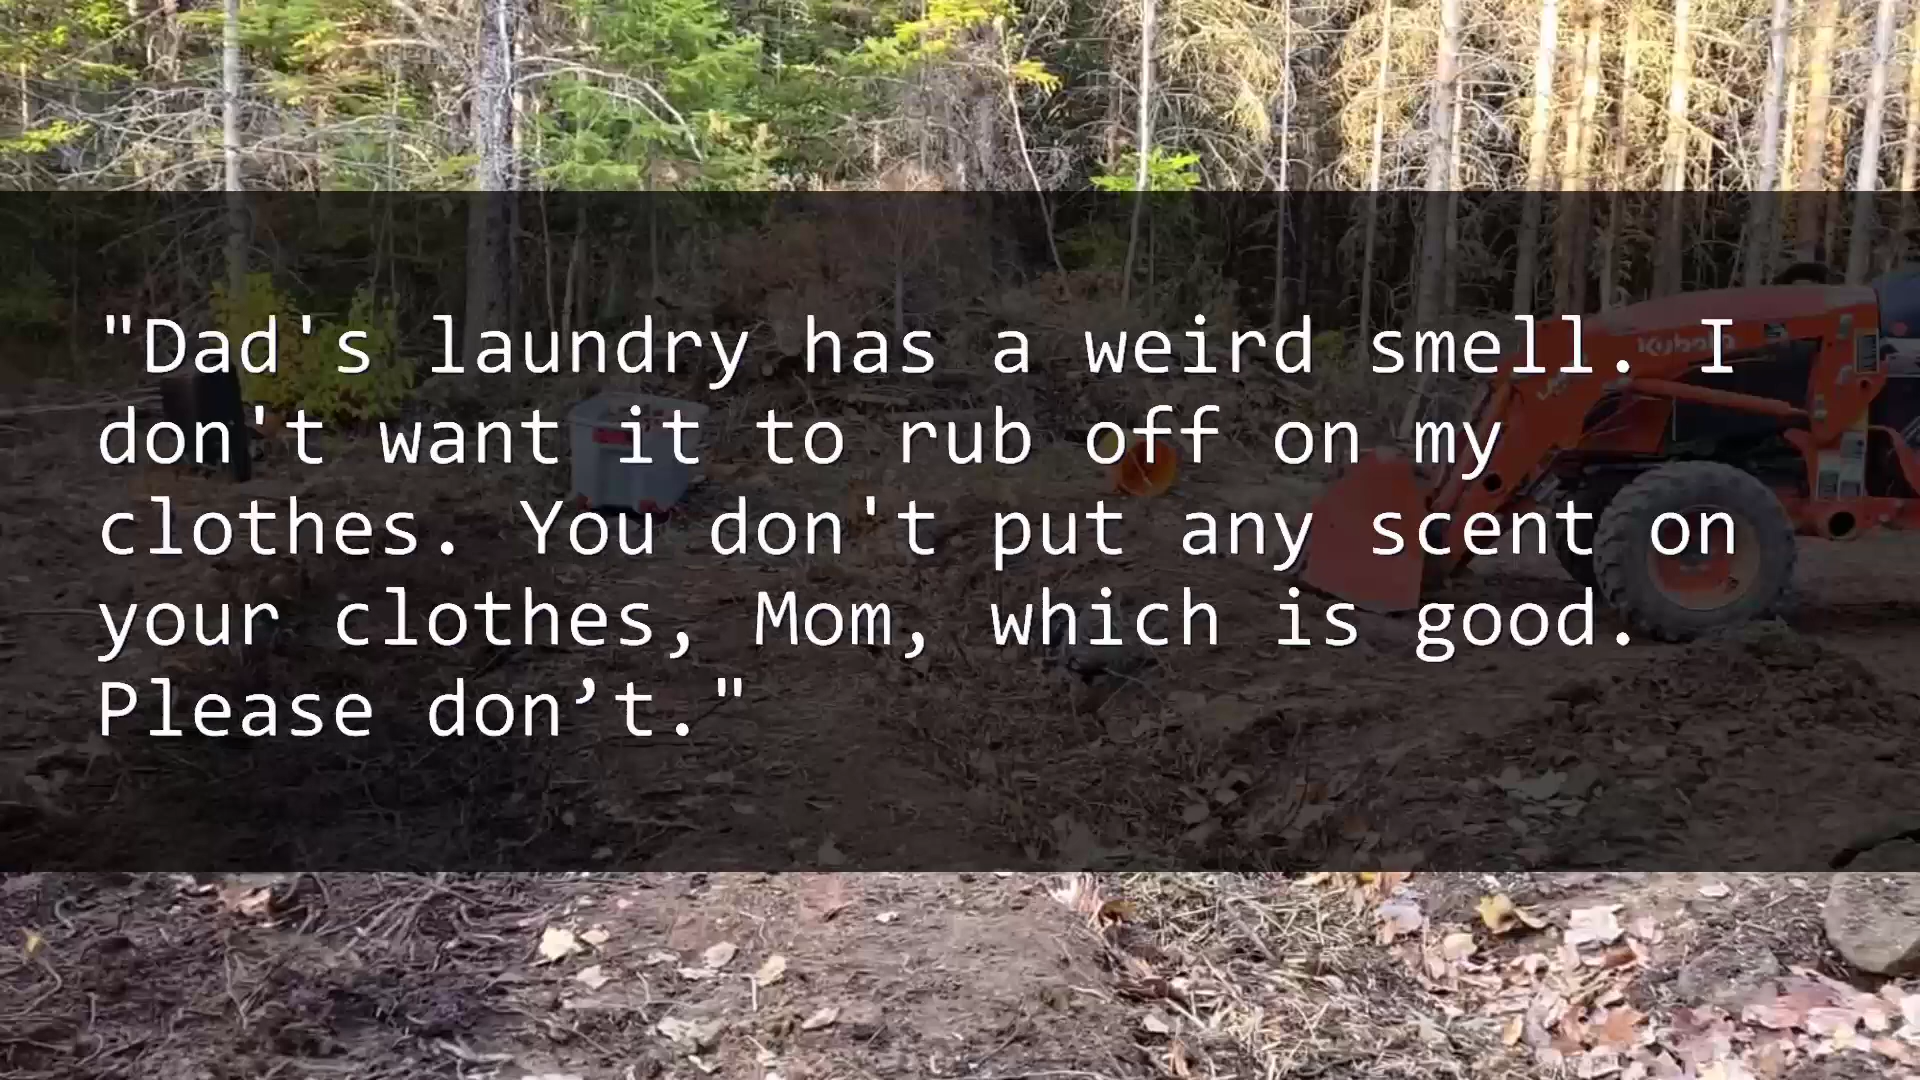 "Dad's laundry has a weird smell. I
don't want it to rub off on my
clothes. You don't put any scent on
your clothes, Mom, which is good.
Please don’t."
Kubota